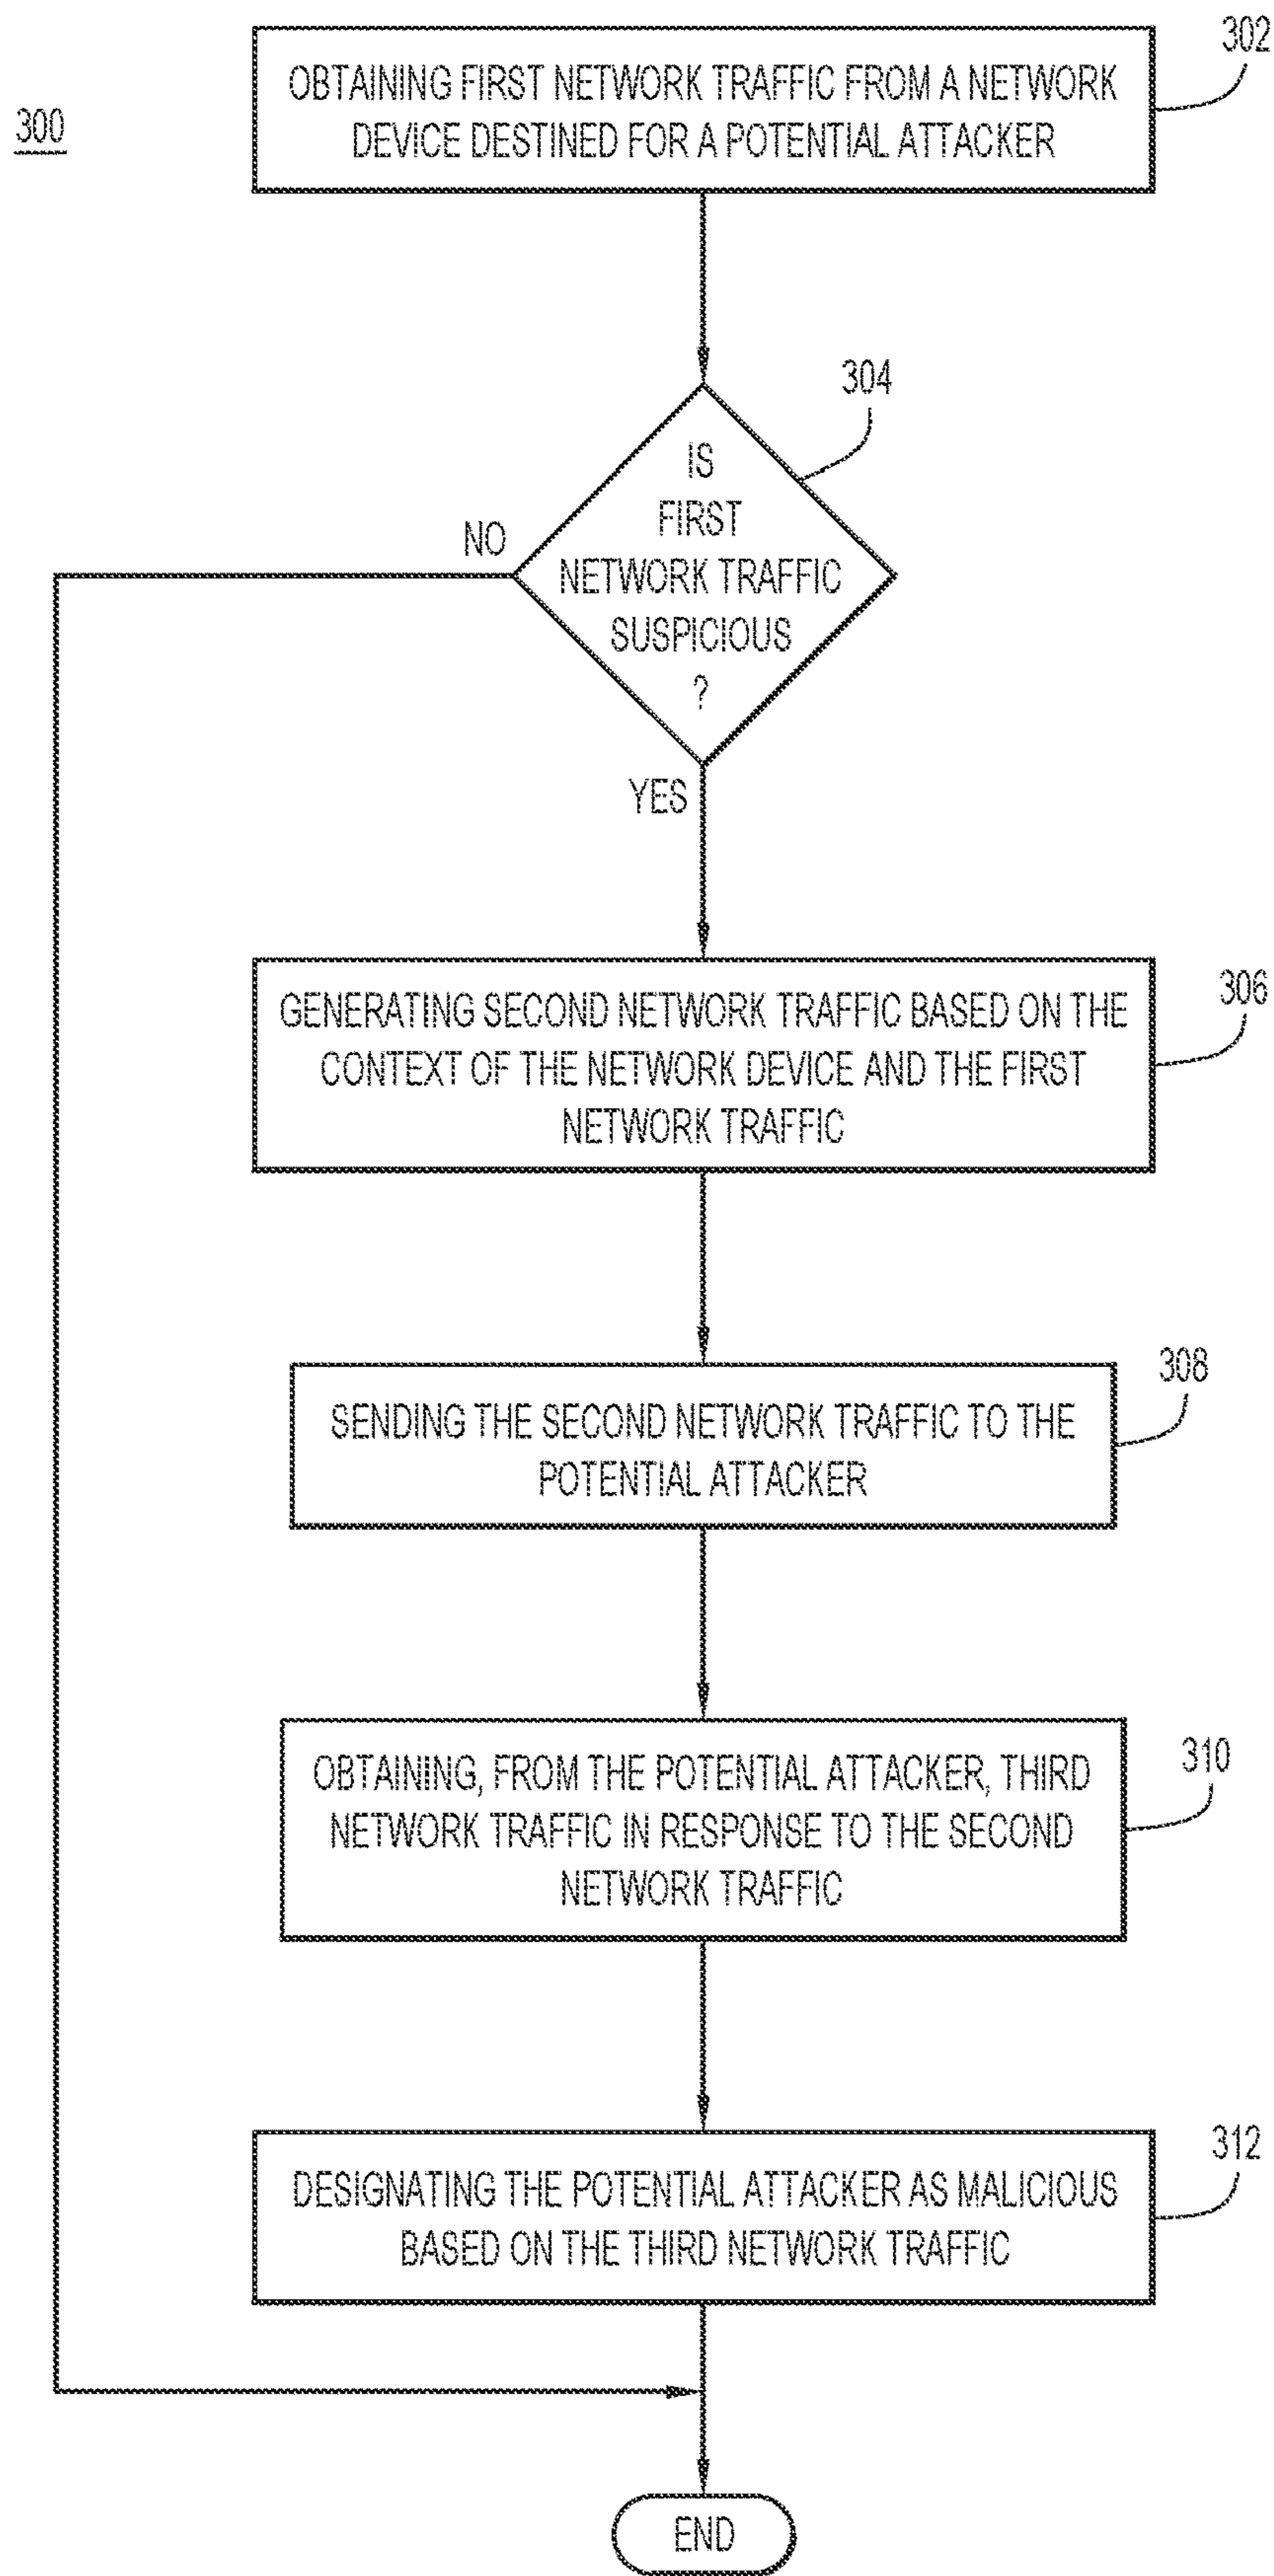 302
OBTAINING FIRST NETWORK TRAFFIC FROM A NETWORK
DEVICE DESTINED FOR A POTENTIAL ATTACKER
300
304
IS
FIRST
NETWORK TRAFFIC
SUSPICIOUS
?
NO
YES
306
GENERATING SECOND NETWORK TRAFFIC BASED ON THE
CONTEXT OF THE NETWORK DEVICE AND THE FIRST
NETWORK TRAFFIC
308
SENDING THE SECOND NETWORK TRAFFIC TO THE
POTENTIAL ATTACKER
310
OBTAINING, FROM THE POTENTIAL ATTACKER, THIRD
NETWORK TRAFFIC IN RESPONSE TO THE SECOND
NETWORK TRAFFIC
312
DESIGNATING THE POTENTIAL ATTACKER AS MALICIOUS
BASED ON THE THIRD NETWORK TRAFFIC
END